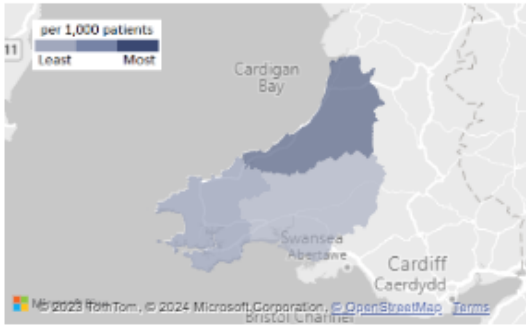 per 1,000 patients
Least Most
11
Cardigan
Bay
Swansea
Abertawe
Cardiff
Caerdydd
© 2023 TomTom, © 2024 Microsoft Corporation, © OpenStreetMap Terms
Bristol Channel